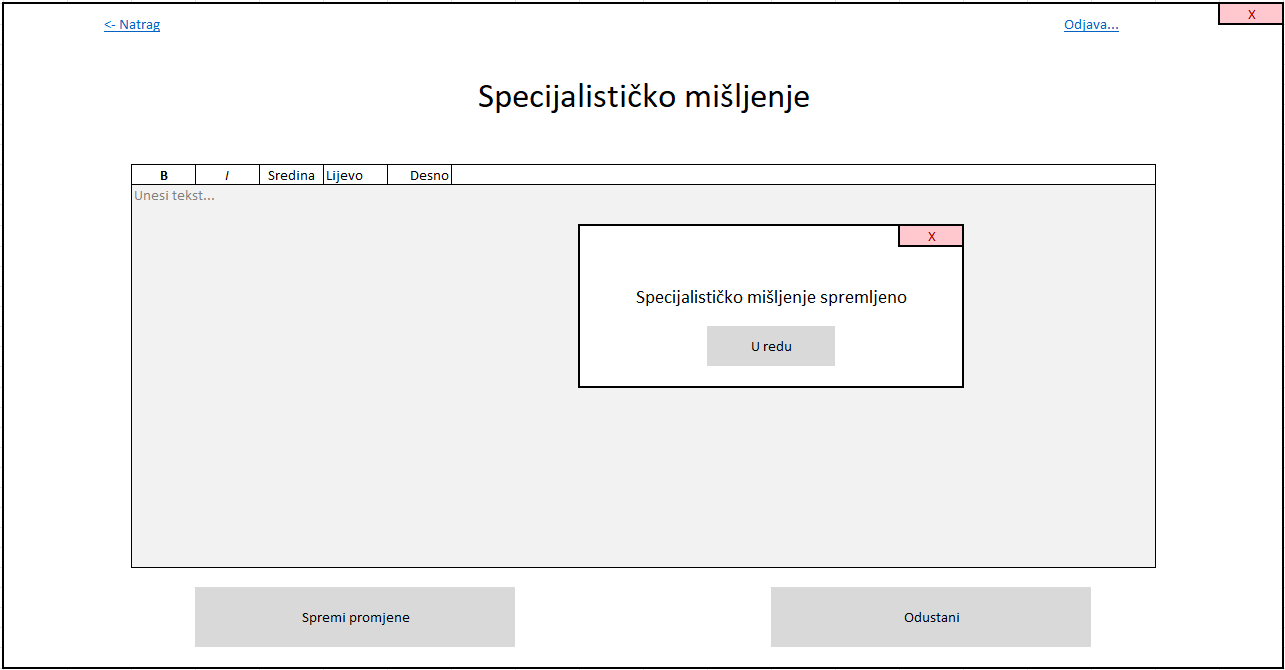 <- Natrag
Odjava...
X
Specijalističko mišljenje
B I Sredina Lijevo Desno
Unesi tekst...
X
Specijalističko mišljenje spremljeno
U redu
Spremi promjene
Odustani